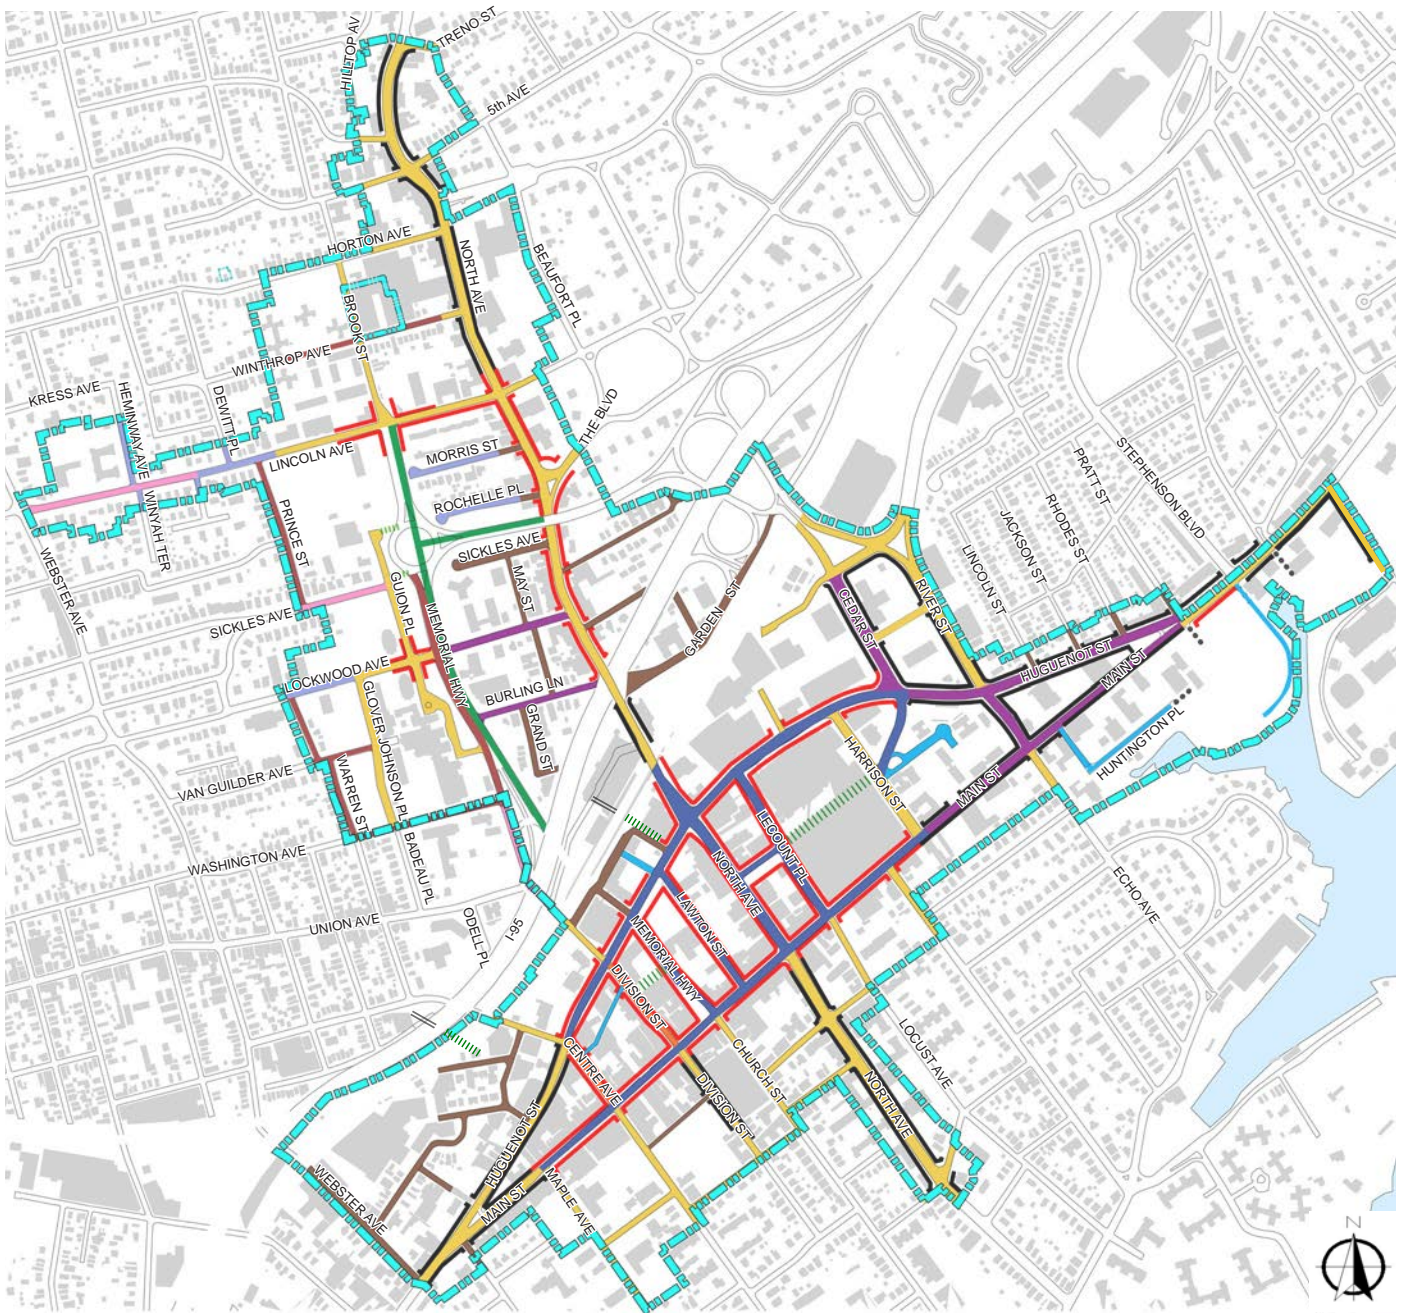 HILLTOP AV
TRENO ST
5th AVE
HORTON AVE
NORTH AVE
BEAUFORT PL
BROOK ST
WINTHROP AVE
KRESS AVE
HEMINWAY AVE
DEWITT PL
THE BLVD
LINCOLN AVE
MORRIS ST
ROCHELLE PL
STEPHENSON BLVD
PRATT ST
RHODES ST
JACKSON ST
LINCOLN ST
WINYAH TER
PRINCE ST
SICKLES AVE
WEBSTER AVE
MAY ST
GUION PL
MEMORIAL HWY
GARDEN ST
CEDAR ST
RIVER ST
SICKLES AVE
HUGUENOT ST
MAIN ST
LOCKWOOD AVE
BURLING LN
GLOVER JOHNSON PL
GRAND ST
HUNTINGTON PL
HARRISON ST
VAN GUILDER AVE
WARREN ST
MAIN ST
LECOUNT PL
WASHINGTON AVE
BADEAU PL
NORTH AVE
ECHO AVE
LAWTON ST
UNION AVE
ODELL PL
I-95
MEMORIAL HWY
DIVISION ST
CENTRE AVE
CHURCH ST
LOCUST AVE
NORTH AVE
DIVISION ST
HUGUENOT ST
WEBSTER AVE
MAIN ST
MAPLE AVE
N